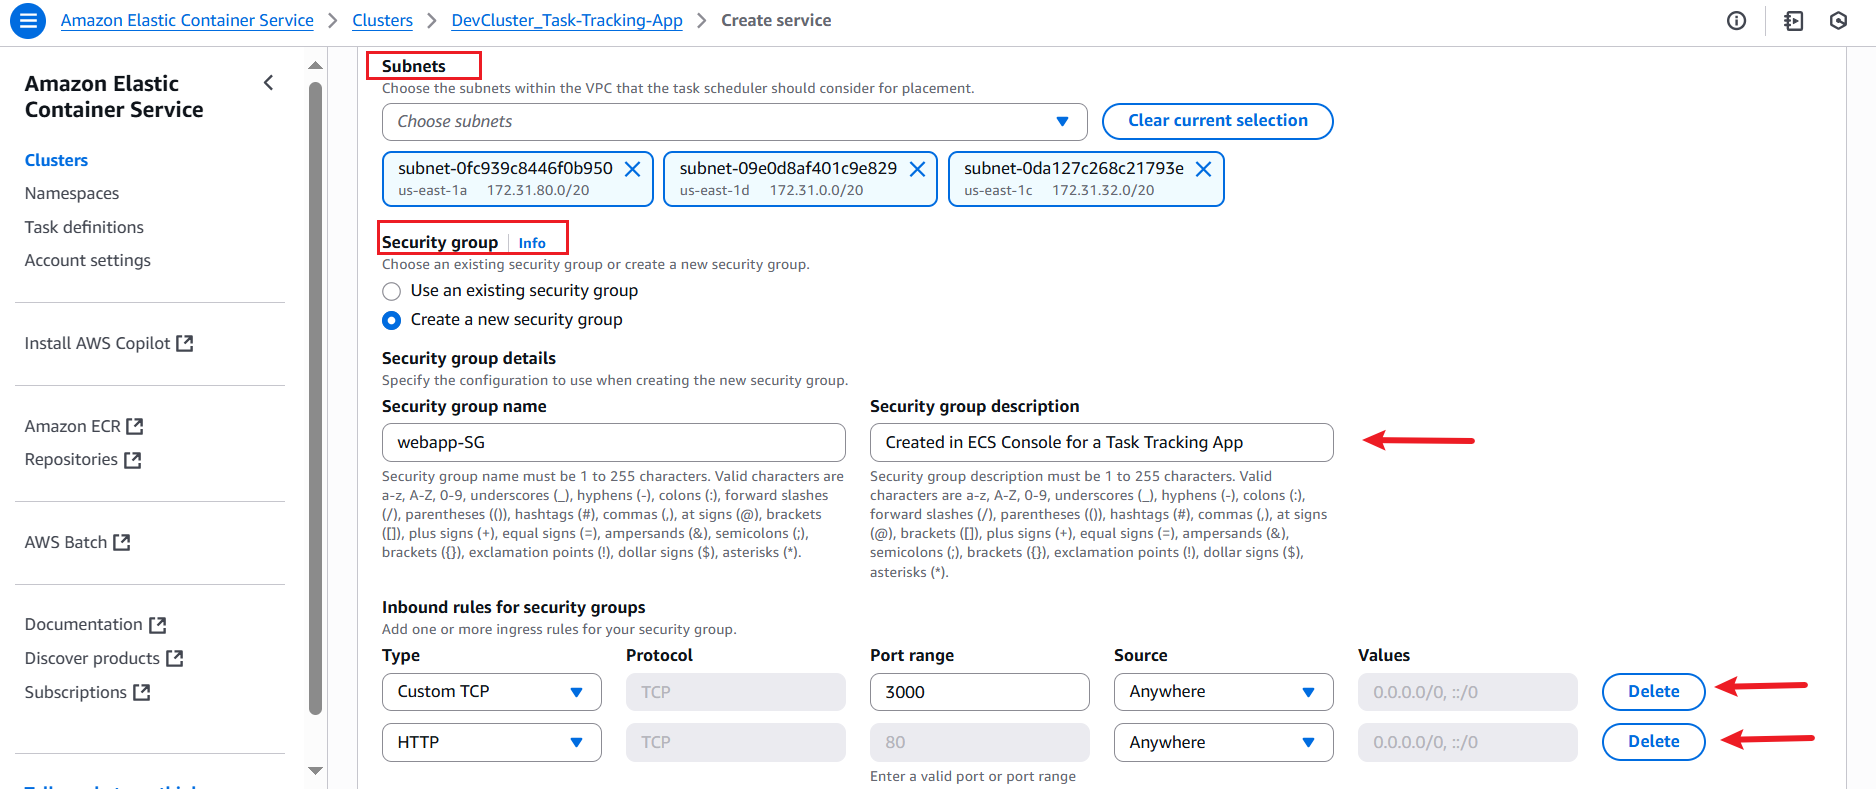 Amazon Elastic Container Service > Clusters > DevCluster_Task-Tracking-App > Create service
Amazon Elastic
Container Service
Clusters
Namespaces
Task definitions
Account settings
Install AWS Copilot
Amazon ECR
Repositories
AWS Batch
Documentation
Discover products
Subscriptions
Subnets
Choose the subnets within the VPC that the task scheduler should consider for placement.
Choose subnets Clear current selection
subnet-0fc939c8446f0b950 subnet-09e0d8af401c9e829 subnet-0da127c268c21793e
us-east-1a 172.31.80.0/20 us-east-1d 172.31.0.0/20 us-east-1c 172.31.32.0/20
Security group Info
Choose an existing security group or create a new security group.
Use an existing security group
Create a new security group
Security group details
Specify the configuration to use when creating the new security group.
Security group name
webapp-SG
Security group name must be 1 to 255 characters. Valid characters are
a-z, A-Z, 0-9, underscores (_), hyphens (-), colons (:), forward slashes
(/), parentheses (()), hashtags (#), commas (,), at signs (@), brackets
([]), plus signs (+), equal signs (=), ampersands (&), semicolons (;),
brackets ({}), exclamation points (!), dollar signs ($), asterisks (*).
Security group description
Created in ECS Console for a Task Tracking App
Security group description must be 1 to 255 characters. Valid
characters are a-z, A-Z, 0-9, underscores (_), hyphens (-), colons (:),
forward slashes (/), parentheses (()), hashtags (#), commas (,), at signs
(@), brackets ([]), plus signs (+), equal signs (=), ampersands (&),
semicolons (;), brackets ({}), exclamation points (!), dollar signs ($),
asterisks (*).
Inbound rules for security groups
Add one or more ingress rules for your security group.
Type Protocol Port range Source Values
Custom TCP TCP 3000 Anywhere 0.0.0.0/0, ::/0 Delete
HTTP TCP 80 Anywhere 0.0.0.0/0, ::/0 Delete
Enter a valid port or port range